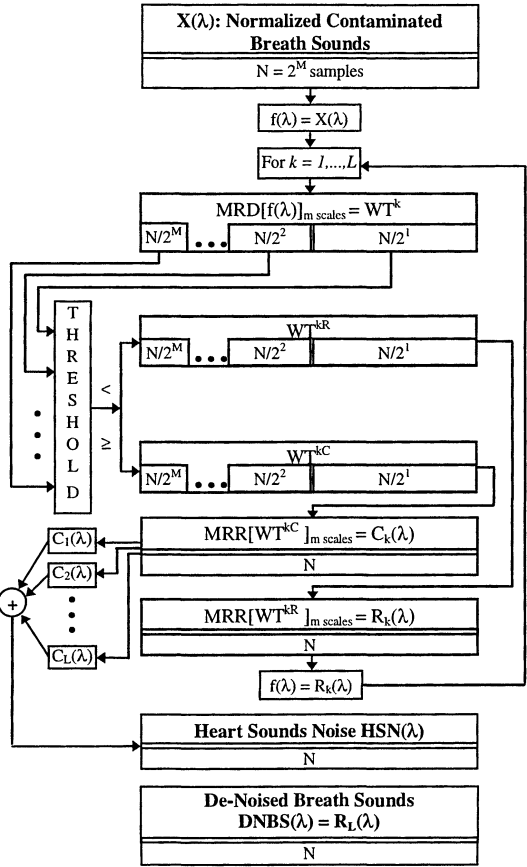 X(λ): Normalized Contaminated
Breath Sounds
N = 2^M samples
f(λ) = X(λ)
For k = 1,...,L
MRD[f(λ)]_m scales = WT^k
N/2^M ••• N/2^2 N/2^1
THRESHOLD
<
≥
WT^kR
N/2^M ••• N/2^2 N/2^1
WT^kC
N/2^M ••• N/2^2 N/2^1
MRR[WT^kC ]_m scales = C_k(λ)
N
C_1(λ)
C_2(λ)
C_L(λ)
+
MRR[WT^kR ]_m scales = R_k(λ)
N
f(λ) = R_k(λ)
Heart Sounds Noise HSN(λ)
N
De-Noised Breath Sounds
DNBS(λ) = R_L(λ)
N